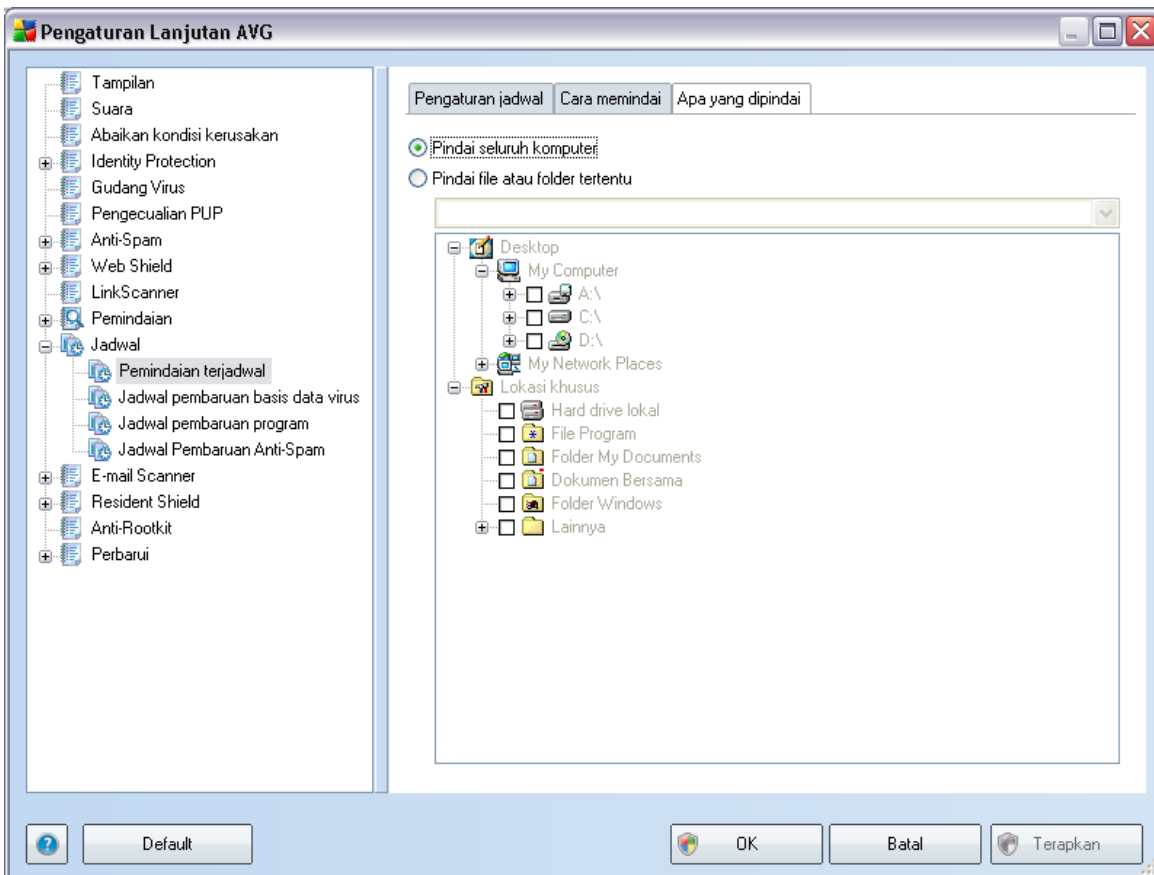 Pengaturan Lanjutan AVG
Tampilan
Suara
Abaikan kondisi kerusakan
Identity Protection
Gudang Virus
Pengecualian PUP
Anti-Spam
Web Shield
LinkScanner
Pemindaian
Jadwal
Pemindaian terjadwal
Jadwal pembaruan basis data virus
Jadwal pembaruan program
Jadwal Pembaruan Anti-Spam
E-mail Scanner
Resident Shield
Anti-Rootkit
Perbarui
Pengaturan jadwal
Cara memindai
Apa yang dipindai
Pindai seluruh komputer
Pindai file atau folder tertentu
Desktop
My Computer
A:\
C:\
D:\
My Network Places
Lokasi khusus
Hard drive lokal
File Program
Folder My Documents
Dokumen Bersama
Folder Windows
Lainnya
Default
OK
Batal
Terapkan